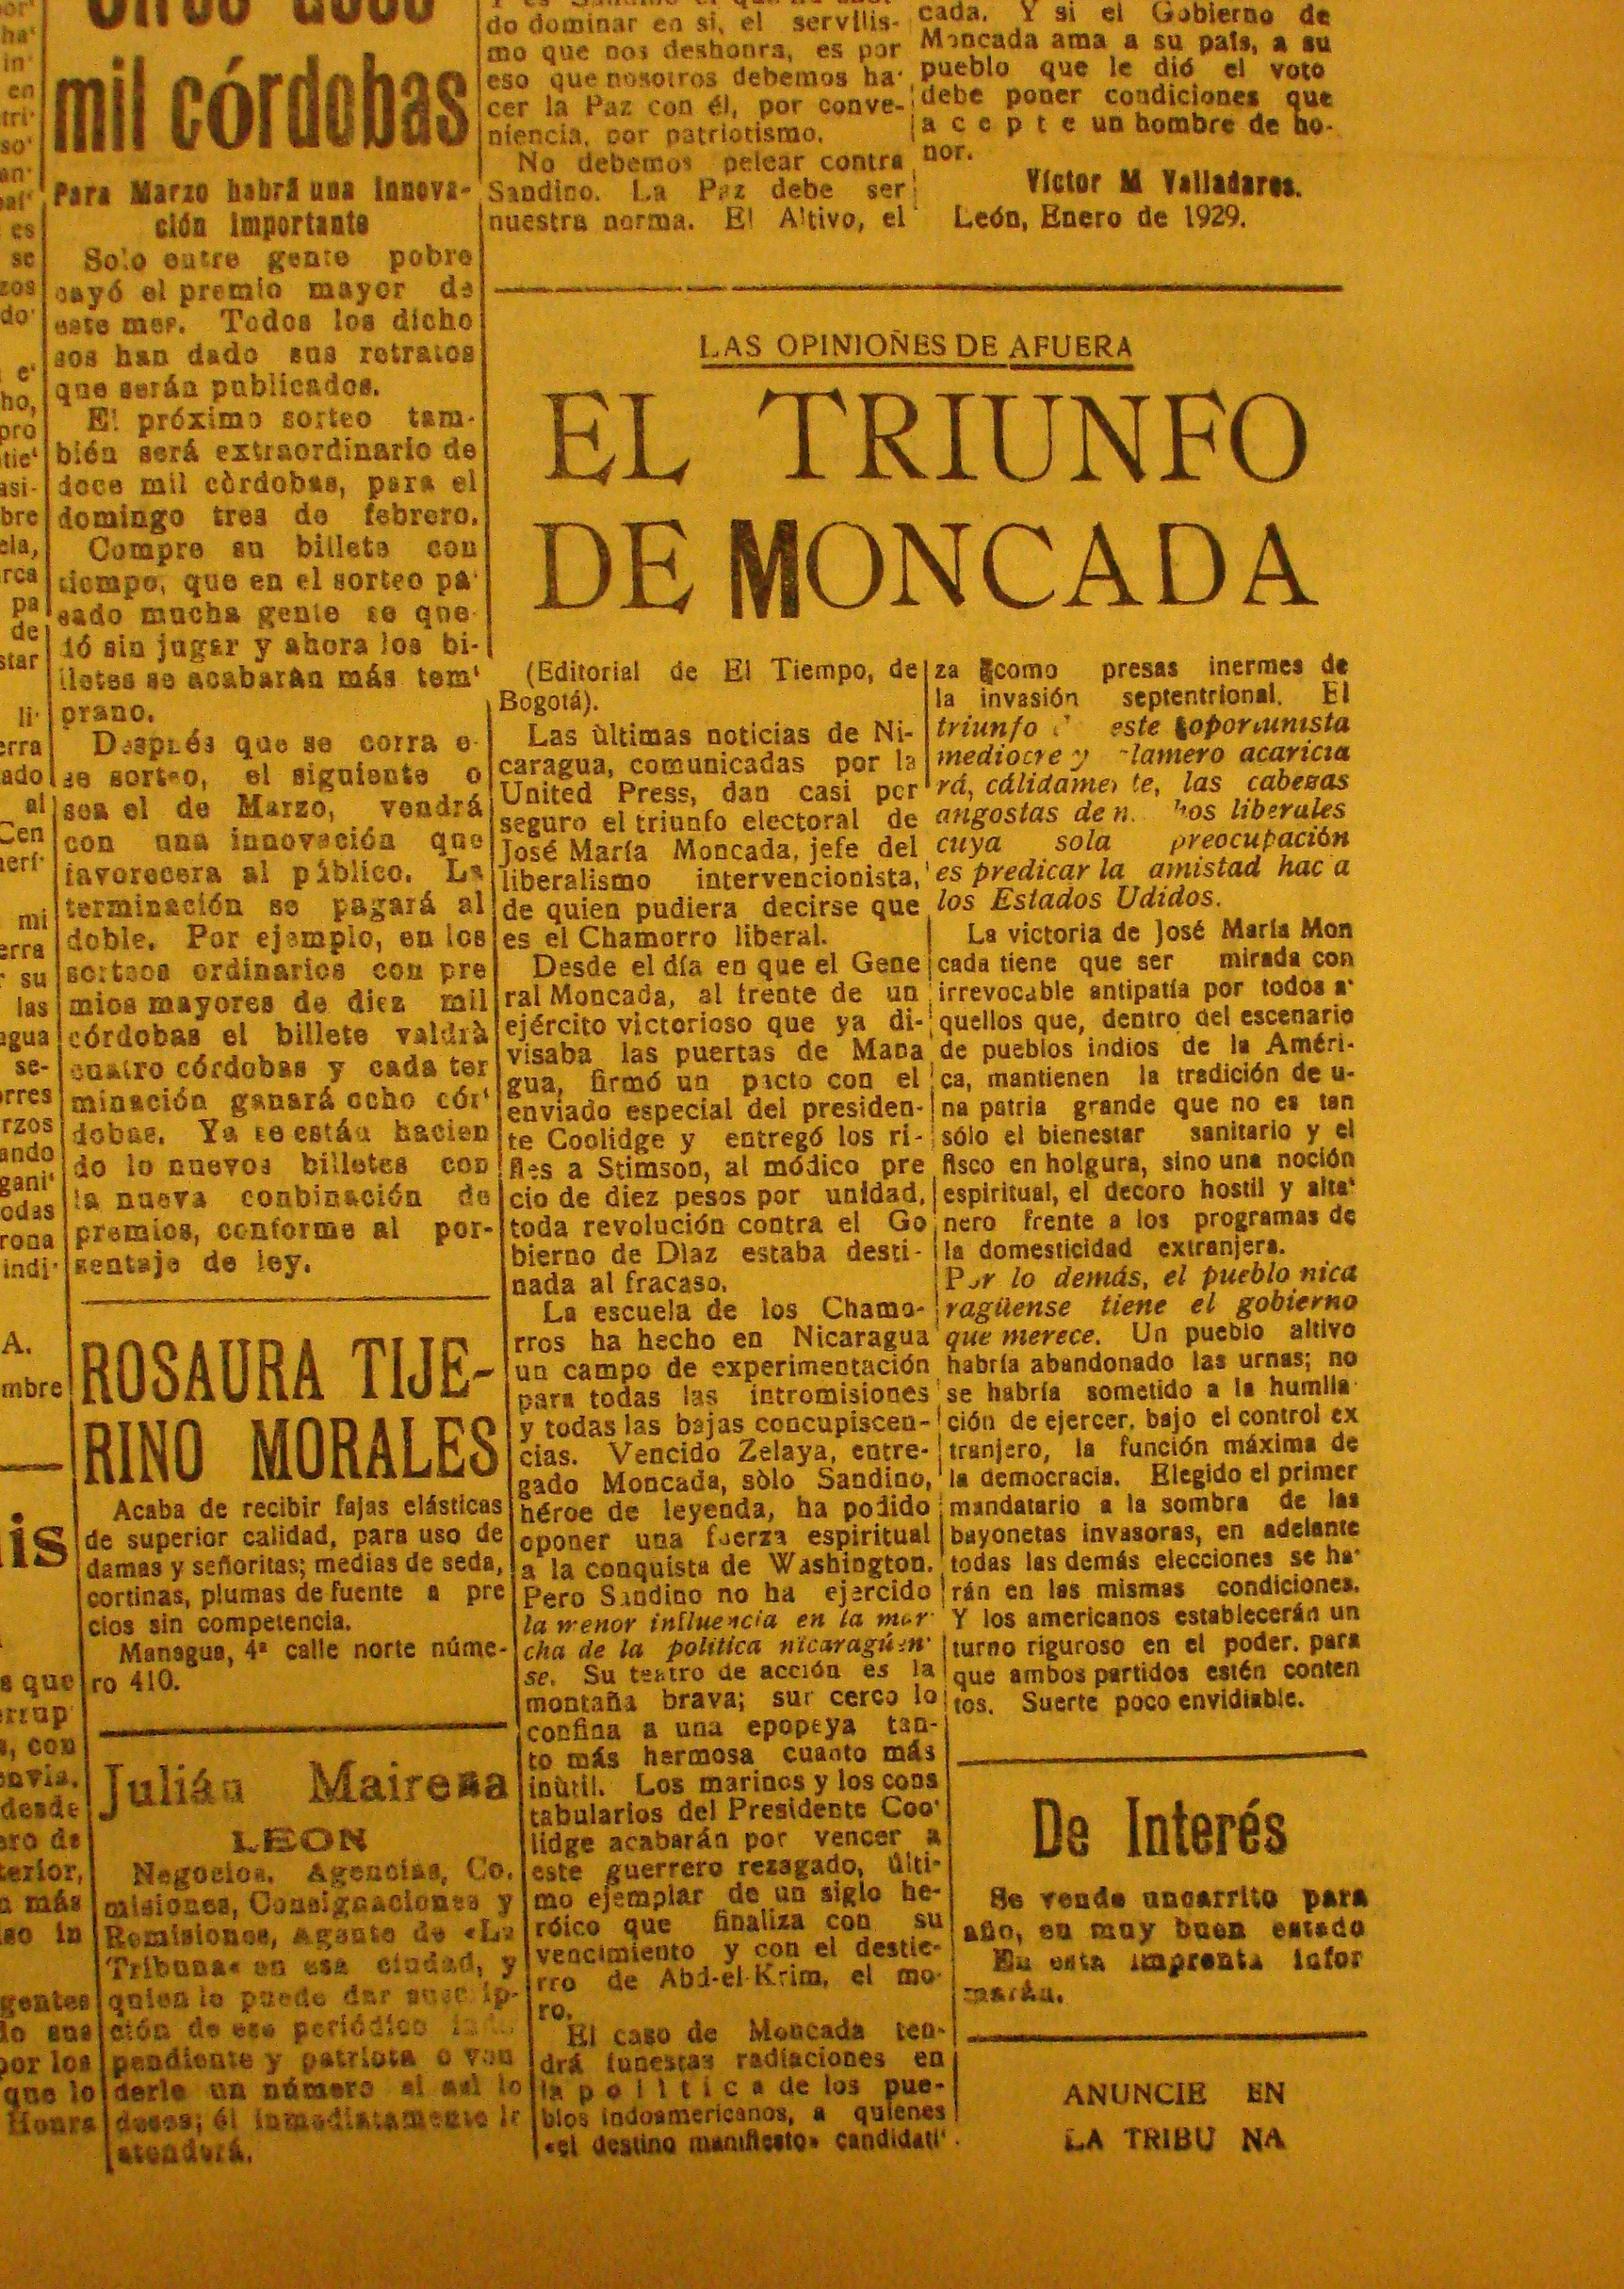 mil córdobas
Para Marzo habrá una innova-
ción importante
Solo entre gente pobre
cayó el premio mayor de
este mes. Todos los dicho
sos han dado sus retratos
que serán publicados.
El próximo sorteo tam-
bién será extraordinario de
doce mil còrdobas, para el
domingo tres de febrero.
Compre su billete con
tiempo, que en el sorteo pa-
sado mucha gente se que-
dó sin jugar y ahora los bi-
lletes se acabarán más tem-
prano.
Después que se corra e-
se sorteo, el siguiente o
sea el de Marzo, vendrá
con una innovación que
favorecera al público. La
terminación se pagará al
doble. Por ejemplo, en los
sorteos ordinarios con pre
mios mayores de diez mil
córdobas el billete valdrà
cuatro córdobas y cada ter
minación ganará ocho cór-
dobas. Ya se están hacien
do lo nuevos billetes con
la nueva conbinación de
premios, conforme al por-
sentaje de ley.
ROSAURA TIJE-
RINO MORALES
Acaba de recibir fajas elásticas
de superior calidad, para uso de
damas y señoritas; medias de seda,
cortinas, plumas de fuente a pre
cios sin competencia.
Managua, 4ª calle norte núme-
ro 410.
Julián Mairena
LEON
Negocios, Agencias, Co.
misiones, Consignaciones y
Remisiones, Agente de «La
Tribuna« en esa ciudad, y
quien le puede dar suscrip-
ción de ese periódico
pendiente y patriota o ven
derle un número si asi lo
desea; él inmediatamente le
atenderá.
do dominar en si, el servilis-
mo que nos deshonra, es por
eso que nosotros debemos ha-
cer la Paz con él, por conve-
niencia, por patriotismo.
No debemos pelear contra
Sandino. La Paz debe ser
nuestra norma. El Altivo, el
cada. Y si el Gobierno de
Moncada ama a su país, a su
pueblo que le dió el voto
debe poner condiciones que
a c e p t e un hombre de ho-
nor.
Víctor M Valladares.
León, Enero de 1929.
LAS OPINIOÑES DE AFUERA
EL TRIUNFO
DE MONCADA
(Editorial de El Tiempo, de
Bogotá).
Las ùltimas noticias de Ni-
caragua, comunicadas por la
United Press, dan casi por
seguro el triunfo electoral de
José María Moncada, jefe del
liberalismo intervencionista,
de quien pudiera decirse que
es el Chamorro liberal.
Desde el día en que el Gene
ral Moncada, al frente de un
ejército victorioso que ya di-
visaba las puertas de Mana
gua, firmó un pacto con el
enviado especial del presiden-
te Coolidge y entregó los ri-
fles a Stimson, al módico pre
cio de diez pesos por unidad,
toda revolución contra el Go
bierno de Díaz estaba desti-
nada al fracaso.
La escuela de los Chamo-
rros ha hecho en Nicaragua
un campo de experimentación
para todas las intromisiones
y todas las bajas concupiscen-
cias. Vencido Zelaya, entre-
gado Moncada, sòlo Sandino,
héroe de leyenda, ha podido
oponer una fuerza espiritual
a la conquista de Washington.
Pero Sandino no ha ejercido
la menor influencia en la mar-
cha de la política nicaragüen-
se. Su teatro de acción es la
montaña brava; sur cerco lo
confina a una epopeya tan-
to más hermosa cuanto más
inùtil. Los marinos y los cons
tabularios del Presidente Coo-
lidge acabarán por vencer a
este guerrero rezagado, últi-
mo ejemplar de un siglo he-
róico que finaliza con su
vencimiento y con el destie-
rro de Abd-el-Krim, el mo-
ro.
El caso de Moncada ten-
drá funestas radiaciones en
la p o l i t i c a de los pue-
blos indoamericanos, a quienes
«el destino manifiesto» candidati-
za como presas inermes de
la invasión septentrional. El
triunfo este oportunista
mediocre y acaricia
rá, cálidamente, las cabezas
angostas de liberales
cuya sola preocupación
es predicar la amistad hacia
los Estados Udidos.
La victoria de José María Mon
cada tiene que ser mirada con
irrevocable antipatía por todos a-
quellos que, dentro del escenario
de pueblos indios de la Améri-
ca, mantienen la tradición de u-
na patria grande que no es tan
sólo el bienestar sanitario y el
fisco en holgura, sino una noción
espiritual, el decoro hostil y alta-
nero frente a los programas de
la domesticidad extranjera.
Por lo demás, el pueblo nica
ragüense tiene el gobierno
que merece. Un pueblo altivo
habría abandonado las urnas; no
se habría sometido a la humilla
ción de ejercer, bajo el control ex
tranjero, la función máxima de
la democracia. Elegido el primer
mandatario a la sombra de las
bayonetas invasoras, en adelante
todas las demás elecciones se ha-
rán en las mismas condiciones.
Y los americanos establecerán un
turno riguroso en el poder, para
que ambos partidos estén conten
tos. Suerte poco envidiable.
De Interés
Se vende uncarrito para
año, en muy buen estado
En esta imprenta infor
marán.
ANUNCIE EN
LA TRIBU NA